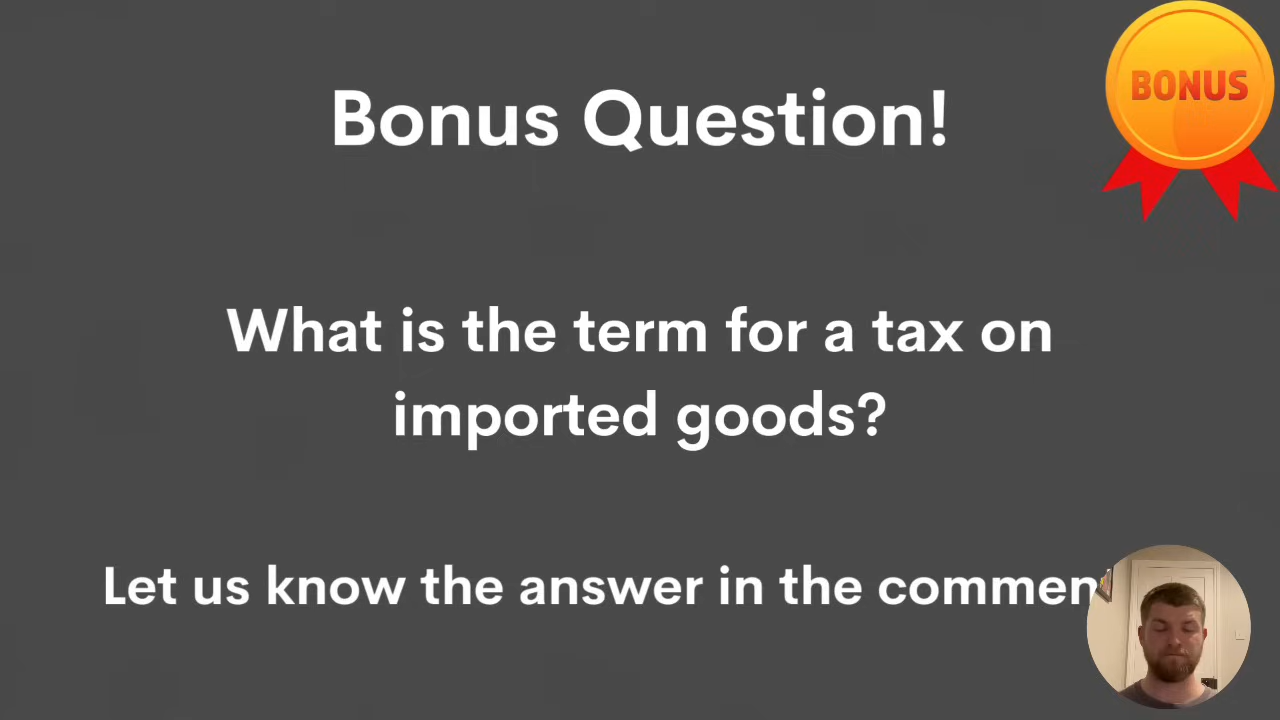 BONUS
Bonus Question!
What is the term for a tax on
imported goods?
Let us know the answer in the commen